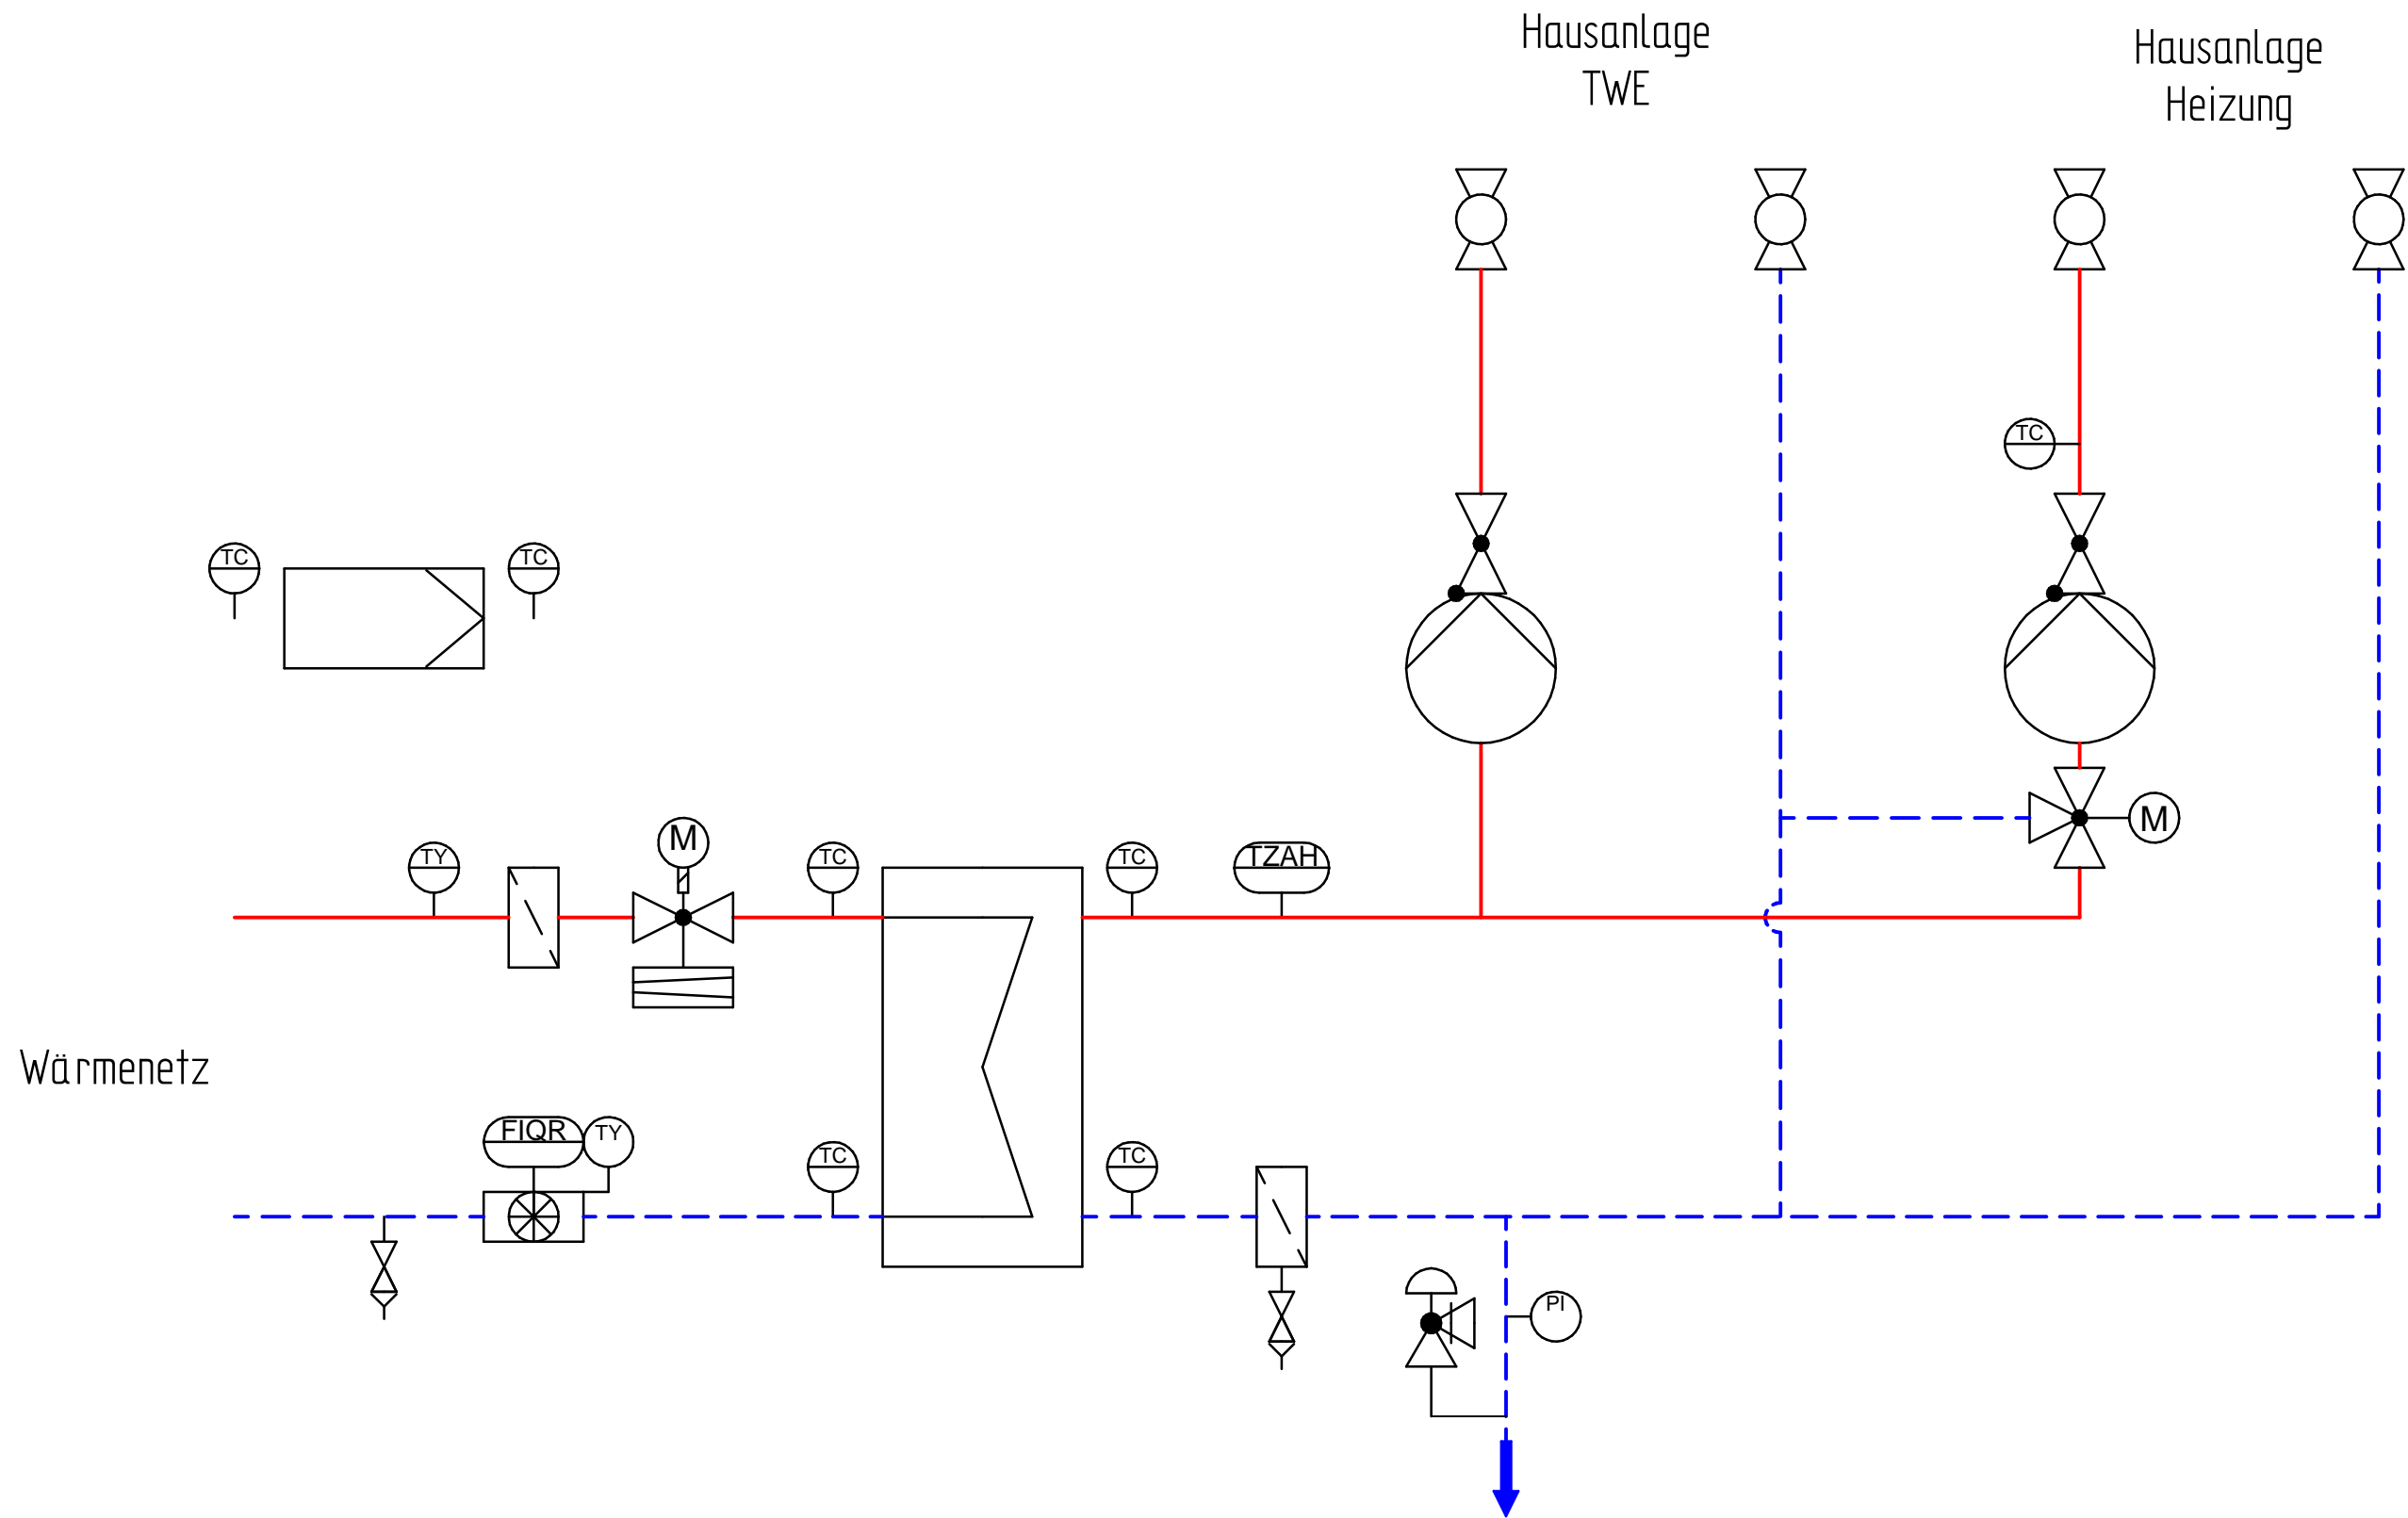 Hausanlage
TWE
Hausanlage
Heizung
TC
TC
TC
M
M
TY
TC
TC
TZAH
Wärmenetz
FIQR
TY
TC
TC
PI